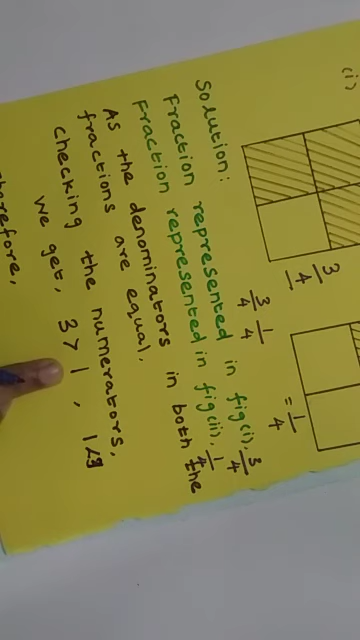 (i)
3/4
= 1/4
3/4 1/4
Solution:
Fraction represented in fig(i), 3/4
Fraction represented in fig(ii), 1/4
As the denominators in both the
fractions are equal,
Checking the numerators,
We get, 3 > 1, 1<3
Therefore,